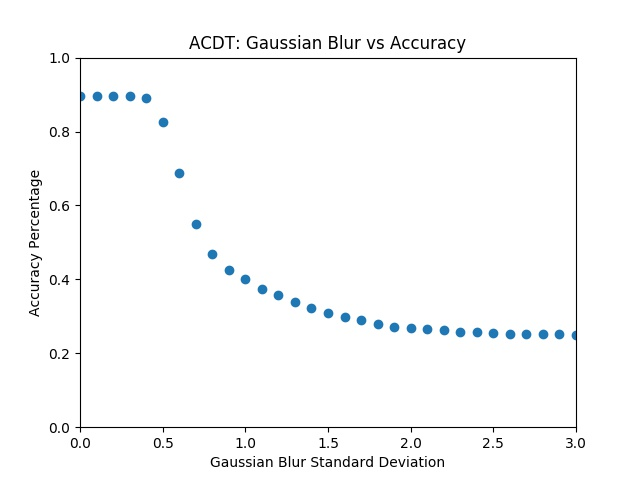 ACDT: Gaussian Blur vs Accuracy
1.0
0.8
0.6
0.4
0.2
0.0
Accuracy Percentage
0.0 0.5 1.0 1.5 2.0 2.5 3.0
Gaussian Blur Standard Deviation